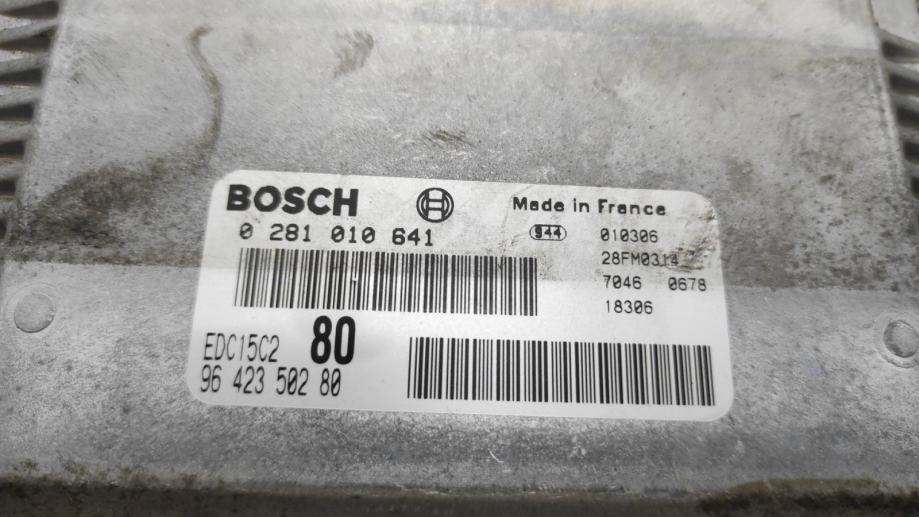 BOSCH Made in France
0 281 010 641 944 010306
28FM0314
7046 0678
18306
EDC15C2 80
96 423 502 80